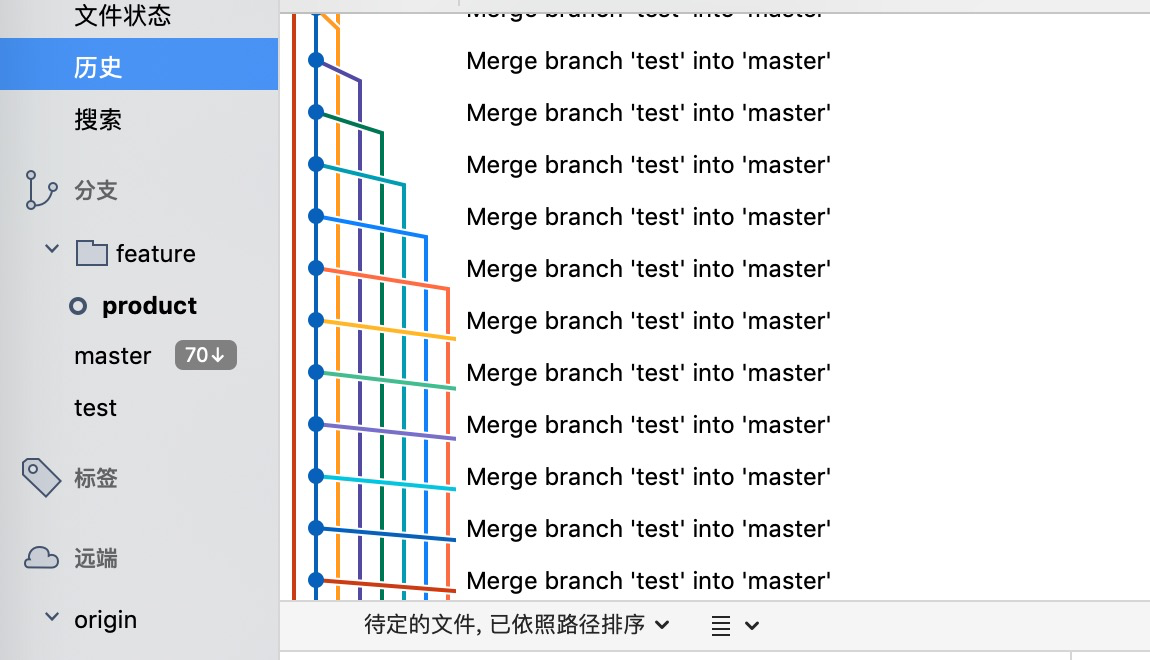 文件状态
历史
搜索
分支
feature
product
master 70↓
test
标签
远端
origin
Merge branch 'test' into 'master'
Merge branch 'test' into 'master'
Merge branch 'test' into 'master'
Merge branch 'test' into 'master'
Merge branch 'test' into 'master'
Merge branch 'test' into 'master'
Merge branch 'test' into 'master'
Merge branch 'test' into 'master'
Merge branch 'test' into 'master'
Merge branch 'test' into 'master'
Merge branch 'test' into 'master'
Merge branch 'test' into 'master'
待定的文件, 已依照路径排序